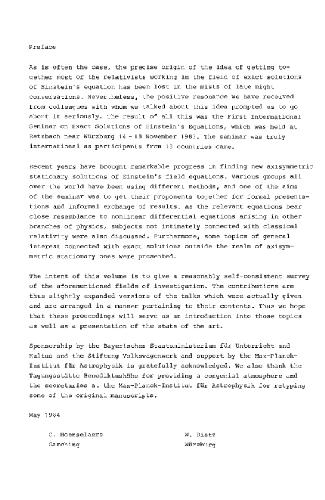 Preface
As is often the case, the precise origin of the idea of getting to-
gether most of the relativists working in the field of exact solutions
of Einstein's equation has been lost in the mists of late night
conversations. Nevertheless, the positive resonance we have received
from colleagues with whom we talked about this idea prompted us to go
about it seriously. The result of all this was the First International
Seminar on Exact Solutions of Einstein's Equations, which was held at
Retzbach near Würzburg 14 - 18 November 1983. The seminar was truly
international as participants from 13 countries came.
Recent years have brought remarkable progress in finding new axisymmetric
stationary solutions of Einstein's field equations. Various groups all
over the world have been using different methods, and one of the aims
of the seminar was to get their proponents together for formal presenta-
tions and informal exchange of results. As the relevant equations bear
close resemblance to nonlinear differential equations arising in other
branches of physics, subjects not intimately connected with classical
relativity were also discussed. Furthermore, some topics of general
interest connected with exact solutions outside the realm of axisym-
metric stationary ones were presented.
The intent of this volume is to give a reasonably self-consistent survey
of the aforementioned fields of investigation. The contributions are
thus slightly expanded versions of the talks which were actually given
and are arranged in a manner pertaining to their contents. Thus we hope
that these proceedings will serve as an introduction into those topics
as well as a presentation of the state of the art.
Sponsorship by the Bayerisches Staatsministerium für Unterricht und
Kultus and the Stiftung Volkswagenwerk and support by the Max-Planck-
Institut für Astrophysik is gratefully acknowledged. We also thank the
Tagungsstätte Benediktushöhe for providing a congenial atmosphere and
the secretaries at the Max-Planck-Institut für Astrophysik for retyping
some of the original manuscripts.
May 1984
C. Hoenselaers W. Dietz
Garching Würzburg